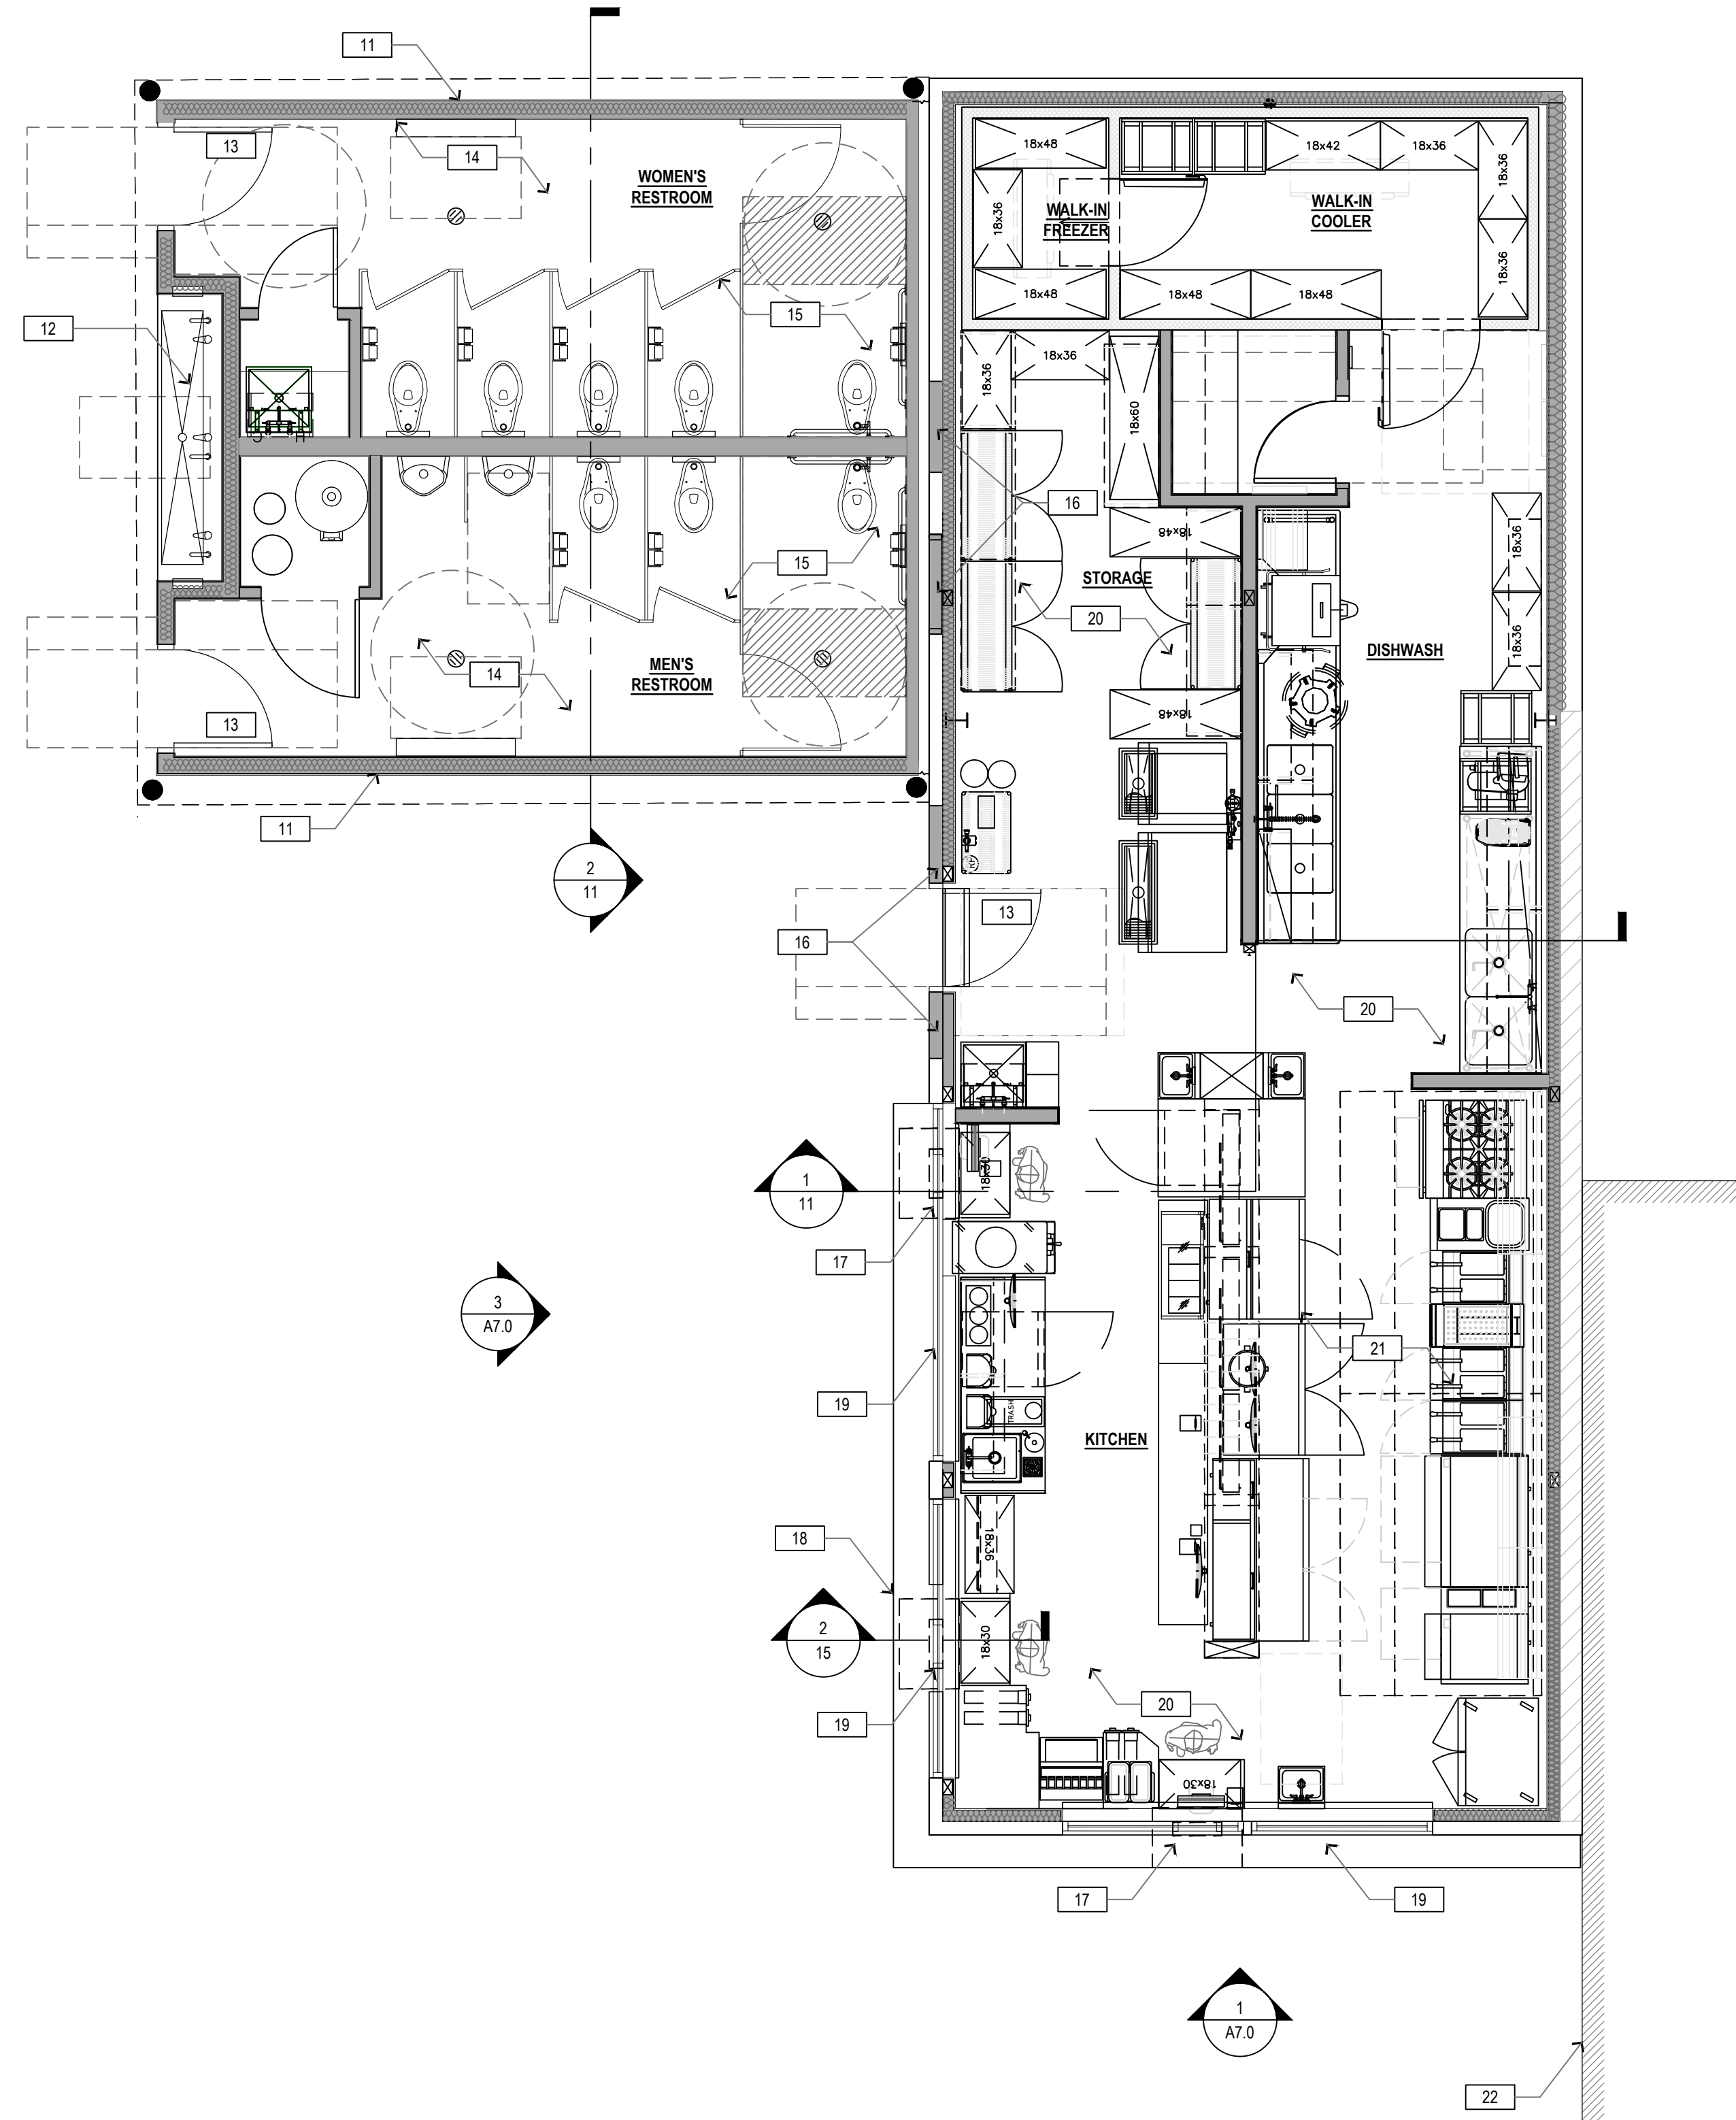 11
13
14
WOMEN'S
RESTROOM
18x48
18x42
18x36
18x36
18x36
WALK-IN
FREEZER
WALK-IN
COOLER
18x36
18x48
18x48
18x48
12
15
18x36
18x36
18x60
16
18x48
STORAGE
18x36
15
20
DISHWASH
18x36
MEN'S
RESTROOM
14
13
18x48
11
2
11
13
16
20
1
11
18x30
17
3
A7.0
21
19
TRASH
KITCHEN
18
18x36
2
15
18x30
20
19
18x30
17
19
1
A7.0
22